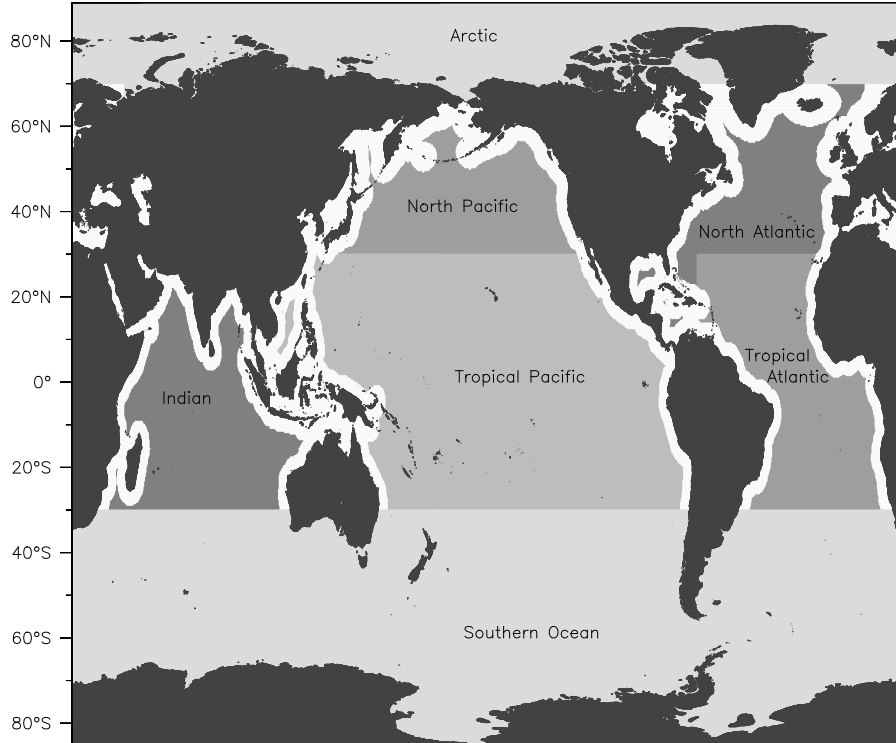 80°N
Arctic
60°N
40°N
North Pacific
North Atlantic
20°N
0°
Indian
Tropical Pacific
Tropical
Atlantic
20°S
40°S
60°S
Southern Ocean
80°S